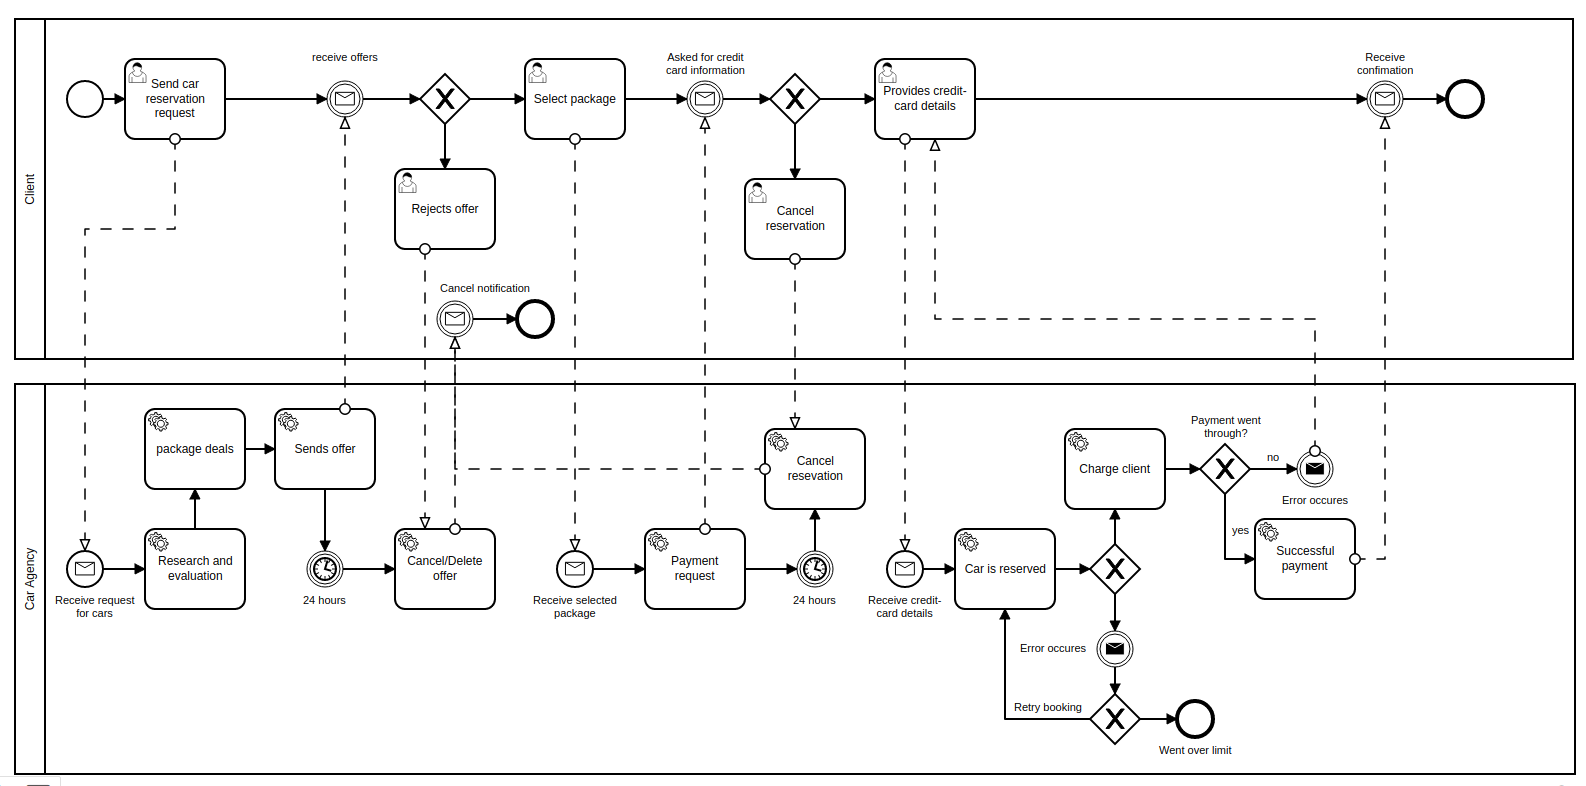 Client
Send car
reservation
request
receive offers
Select package
Asked for credit
card information
Provides credit-
card details
Receive
confimation
Rejects offer
Cancel
reservation
Cancel notification
Car Agency
package deals
Sends offer
Cancel
resevation
Charge client
Payment went
through?
no
Error occures
yes
Successful
payment
Research and
evaluation
Receive request
for cars
24 hours
Cancel/Delete
offer
Receive selected
package
Payment
request
24 hours
Receive credit-
card details
Car is reserved
Error occures
Retry booking
Went over limit